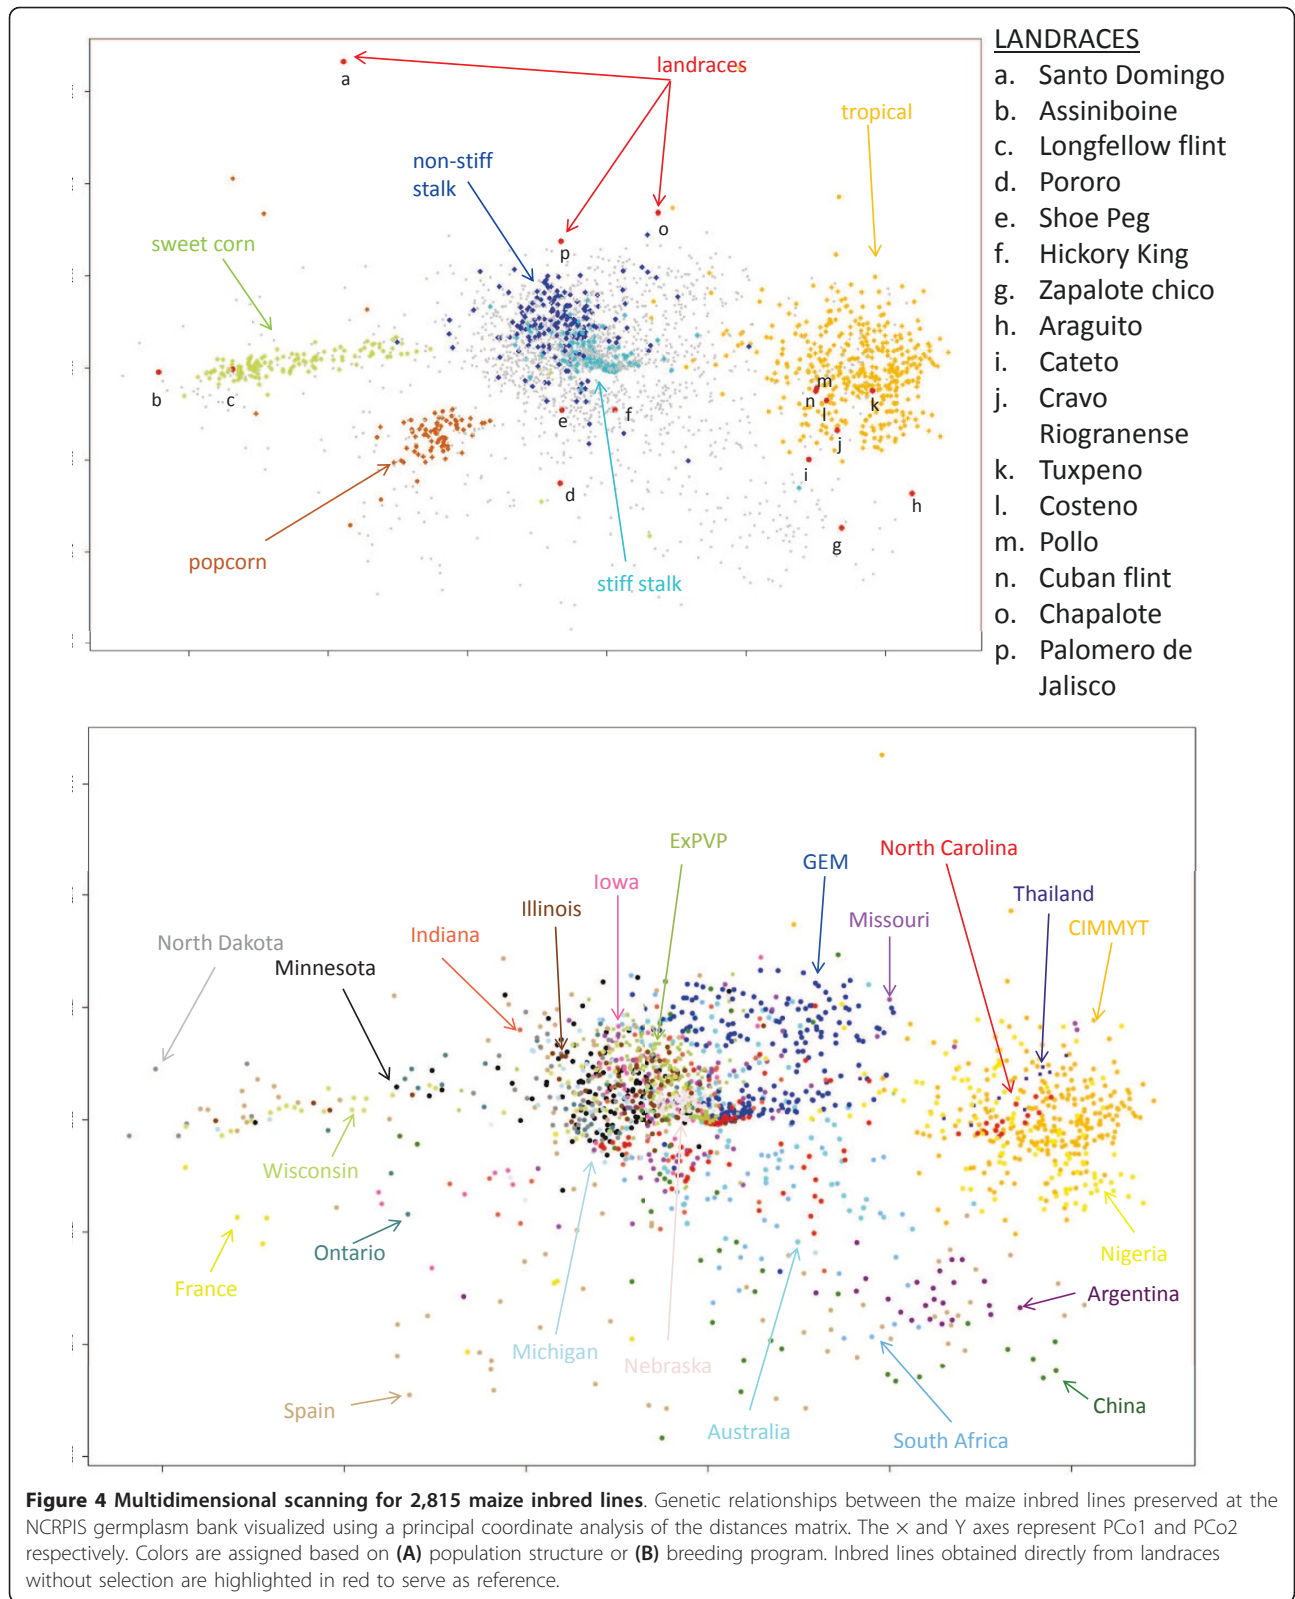 landraces
a
tropical
non-stiff
stalk
o
p
sweet corn
b
c
m
n
l
k
e
f
j
i
d
h
g
popcorn
stiff stalk
LANDRACES
a. Santo Domingo
b. Assiniboine
c. Longfellow flint
d. Pororo
e. Shoe Peg
f. Hickory King
g. Zapalote chico
h. Araguito
i. Cateto
j. Cravo
Riogranense
k. Tuxpeno
l. Costeno
m. Pollo
n. Cuban flint
o. Chapalote
p. Palomero de
Jalisco
ExPVP
North Carolina
GEM
Iowa
Thailand
Illinois
Missouri
CIMMYT
Indiana
North Dakota
Minnesota
Wisconsin
Ontario
France
Nigeria
Argentina
Michigan
Nebraska
Spain
China
Australia
South Africa
Figure 4 Multidimensional scanning for 2,815 maize inbred lines. Genetic relationships between the maize inbred lines preserved at the
NCRPIS germplasm bank visualized using a principal coordinate analysis of the distances matrix. The × and Y axes represent PCo1 and PCo2
respectively. Colors are assigned based on (A) population structure or (B) breeding program. Inbred lines obtained directly from landraces
without selection are highlighted in red to serve as reference.